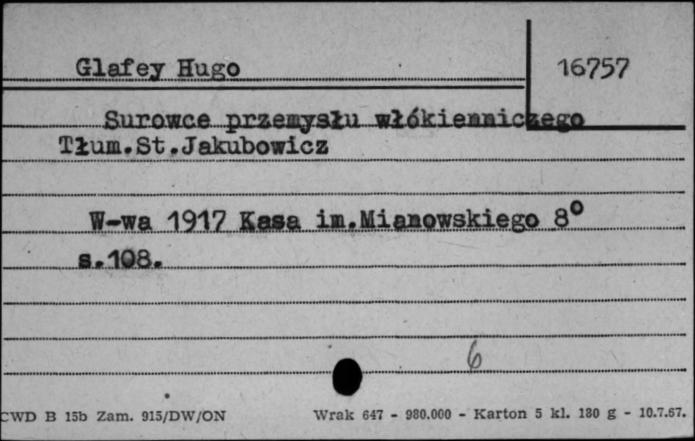 Glafey Hugo
16757
Surowce przemysłu włókienniczego
Tłum.St.Jakubowicz
W-wa 1917 Kasa im.Mianowskiego 8°
s.108.
6
CWD B 15b Zam. 915/DW/ON Wrak 647 - 980.000 - Karton 5 kl. 180 g - 10.7.67.